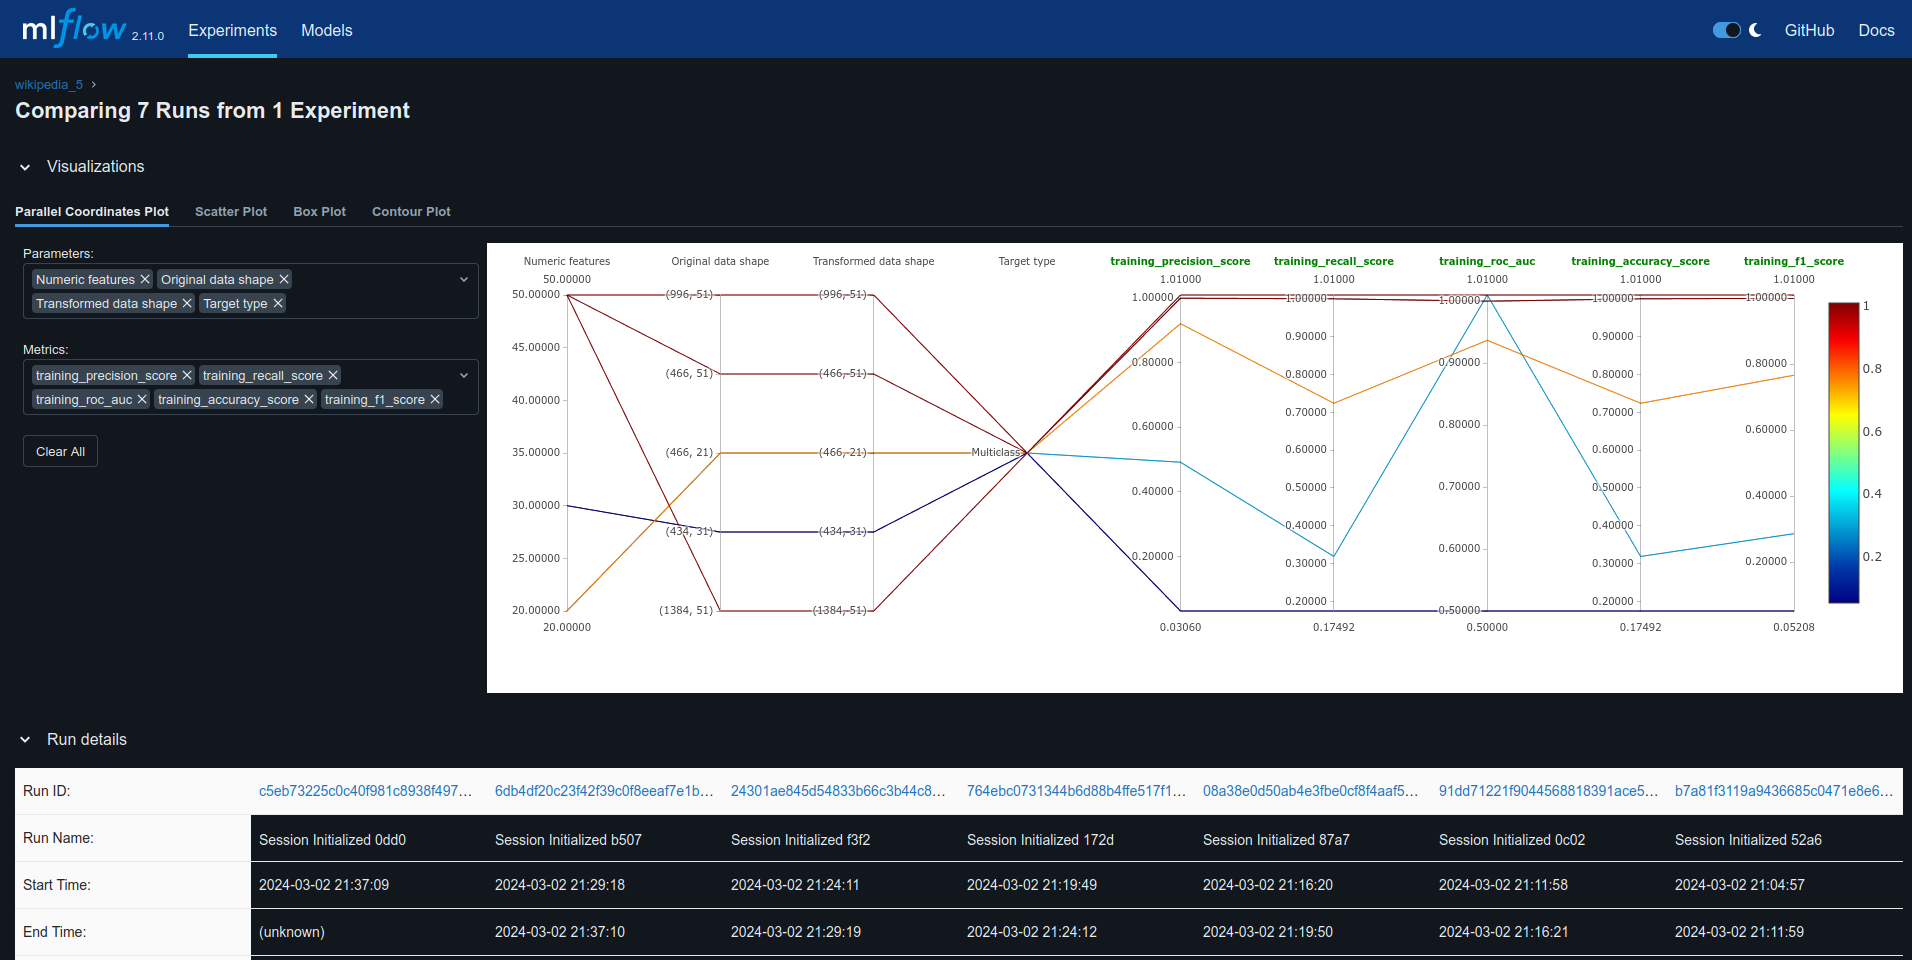 mlflow 2.11.0 Experiments Models GitHub Docs
wikipedia_5 ›
Comparing 7 Runs from 1 Experiment
Visualizations
Parallel Coordinates Plot Scatter Plot Box Plot Contour Plot
Parameters:
Numeric features Original data shape
Transformed data shape Target type
Metrics:
training_precision_score training_recall_score
training_roc_auc training_accuracy_score training_f1_score
Clear All
Numeric features Original data shape Transformed data shape Target type training_precision_score training_recall_score training_roc_auc training_accuracy_score training_f1_score
50.00000 1.01000 1.01000 1.01000 1.01000 1.01000
50.00000 (996, 51) (996, 51) 1.00000 1.00000 1.00000 1.00000 1.00000
1
45.00000 0.90000 0.90000
0.80000 0.90000 0.80000
(466, 51) (466, 51) 0.80000 0.80000 0.8
40.00000 0.70000 0.70000
0.60000 0.80000 0.60000 0.6
35.00000 (466, 21) (466, 21) Multiclass 0.60000 0.60000
0.40000 0.50000 0.70000 0.50000 0.40000 0.4
30.00000
(434, 31) (434, 31) 0.40000 0.40000
25.00000 0.20000 0.30000 0.60000 0.30000 0.20000 0.2
0.20000 0.20000
20.00000 (1384, 51) (1384, 51) 0.50000
20.00000 0.03060 0.17492 0.50000 0.17492 0.05208
Run details
Run ID: c5eb73225c0c40f981c8938f497... 6db4df20c23f42f39c0f8eeaf7e1b... 24301ae845d54833b66c3b44c8... 764ebc0731344b6d88b4ffe517f1... 08a38e0d50ab4e3fbe0cf8f4aaf5... 91dd71221f9044568818391ace5... b7a81f3119a9436685c0471e8e6...
Run Name: Session Initialized 0dd0 Session Initialized b507 Session Initialized f3f2 Session Initialized 172d Session Initialized 87a7 Session Initialized 0c02 Session Initialized 52a6
Start Time: 2024-03-02 21:37:09 2024-03-02 21:29:18 2024-03-02 21:24:11 2024-03-02 21:19:49 2024-03-02 21:16:20 2024-03-02 21:11:58 2024-03-02 21:04:57
End Time: (unknown) 2024-03-02 21:37:10 2024-03-02 21:29:19 2024-03-02 21:24:12 2024-03-02 21:19:50 2024-03-02 21:16:21 2024-03-02 21:11:59